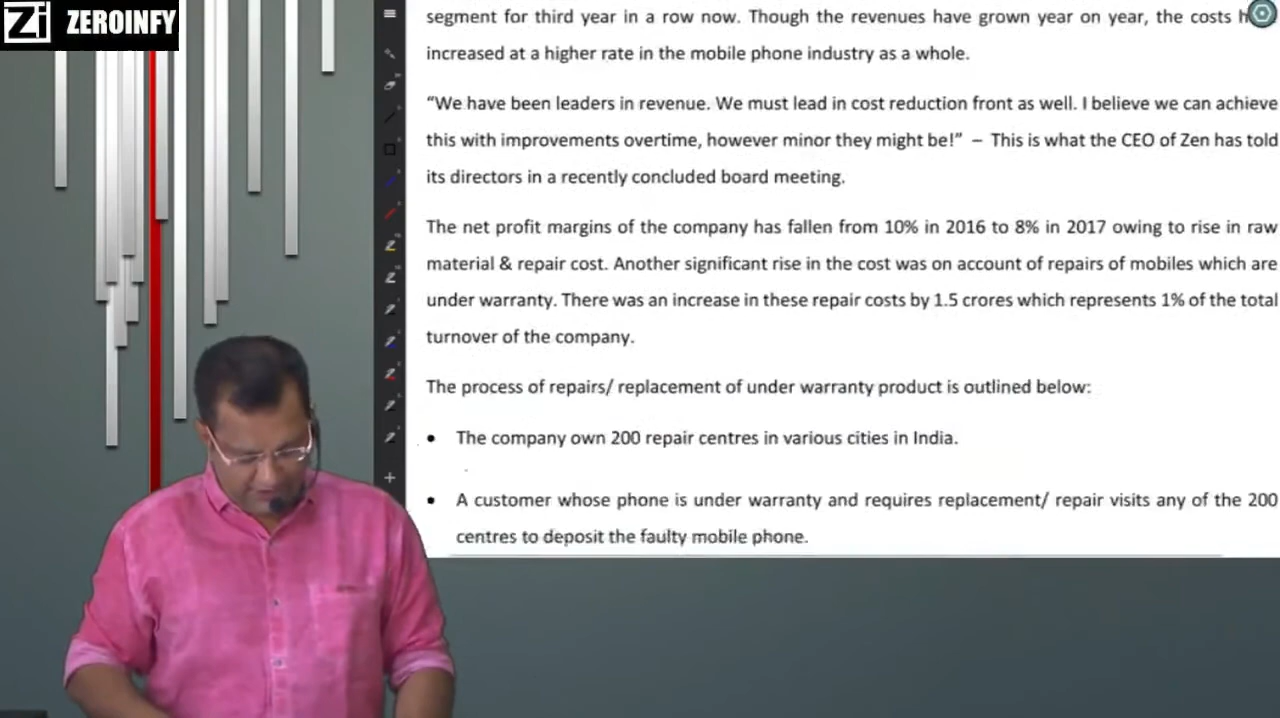 Zi ZEROINFY
segment for third year in a row now. Though the revenues have grown year on year, the costs
increased at a higher rate in the mobile phone industry as a whole.
“We have been leaders in revenue. We must lead in cost reduction front as well. I believe we can achieve
this with improvements overtime, however minor they might be!” – This is what the CEO of Zen has told
its directors in a recently concluded board meeting.
The net profit margins of the company has fallen from 10% in 2016 to 8% in 2017 owing to rise in raw
material & repair cost. Another significant rise in the cost was on account of repairs of mobiles which are
under warranty. There was an increase in these repair costs by 1.5 crores which represents 1% of the total
turnover of the company.
The process of repairs/ replacement of under warranty product is outlined below:
• The company own 200 repair centres in various cities in India.
• A customer whose phone is under warranty and requires replacement/ repair visits any of the 200
centres to deposit the faulty mobile phone.